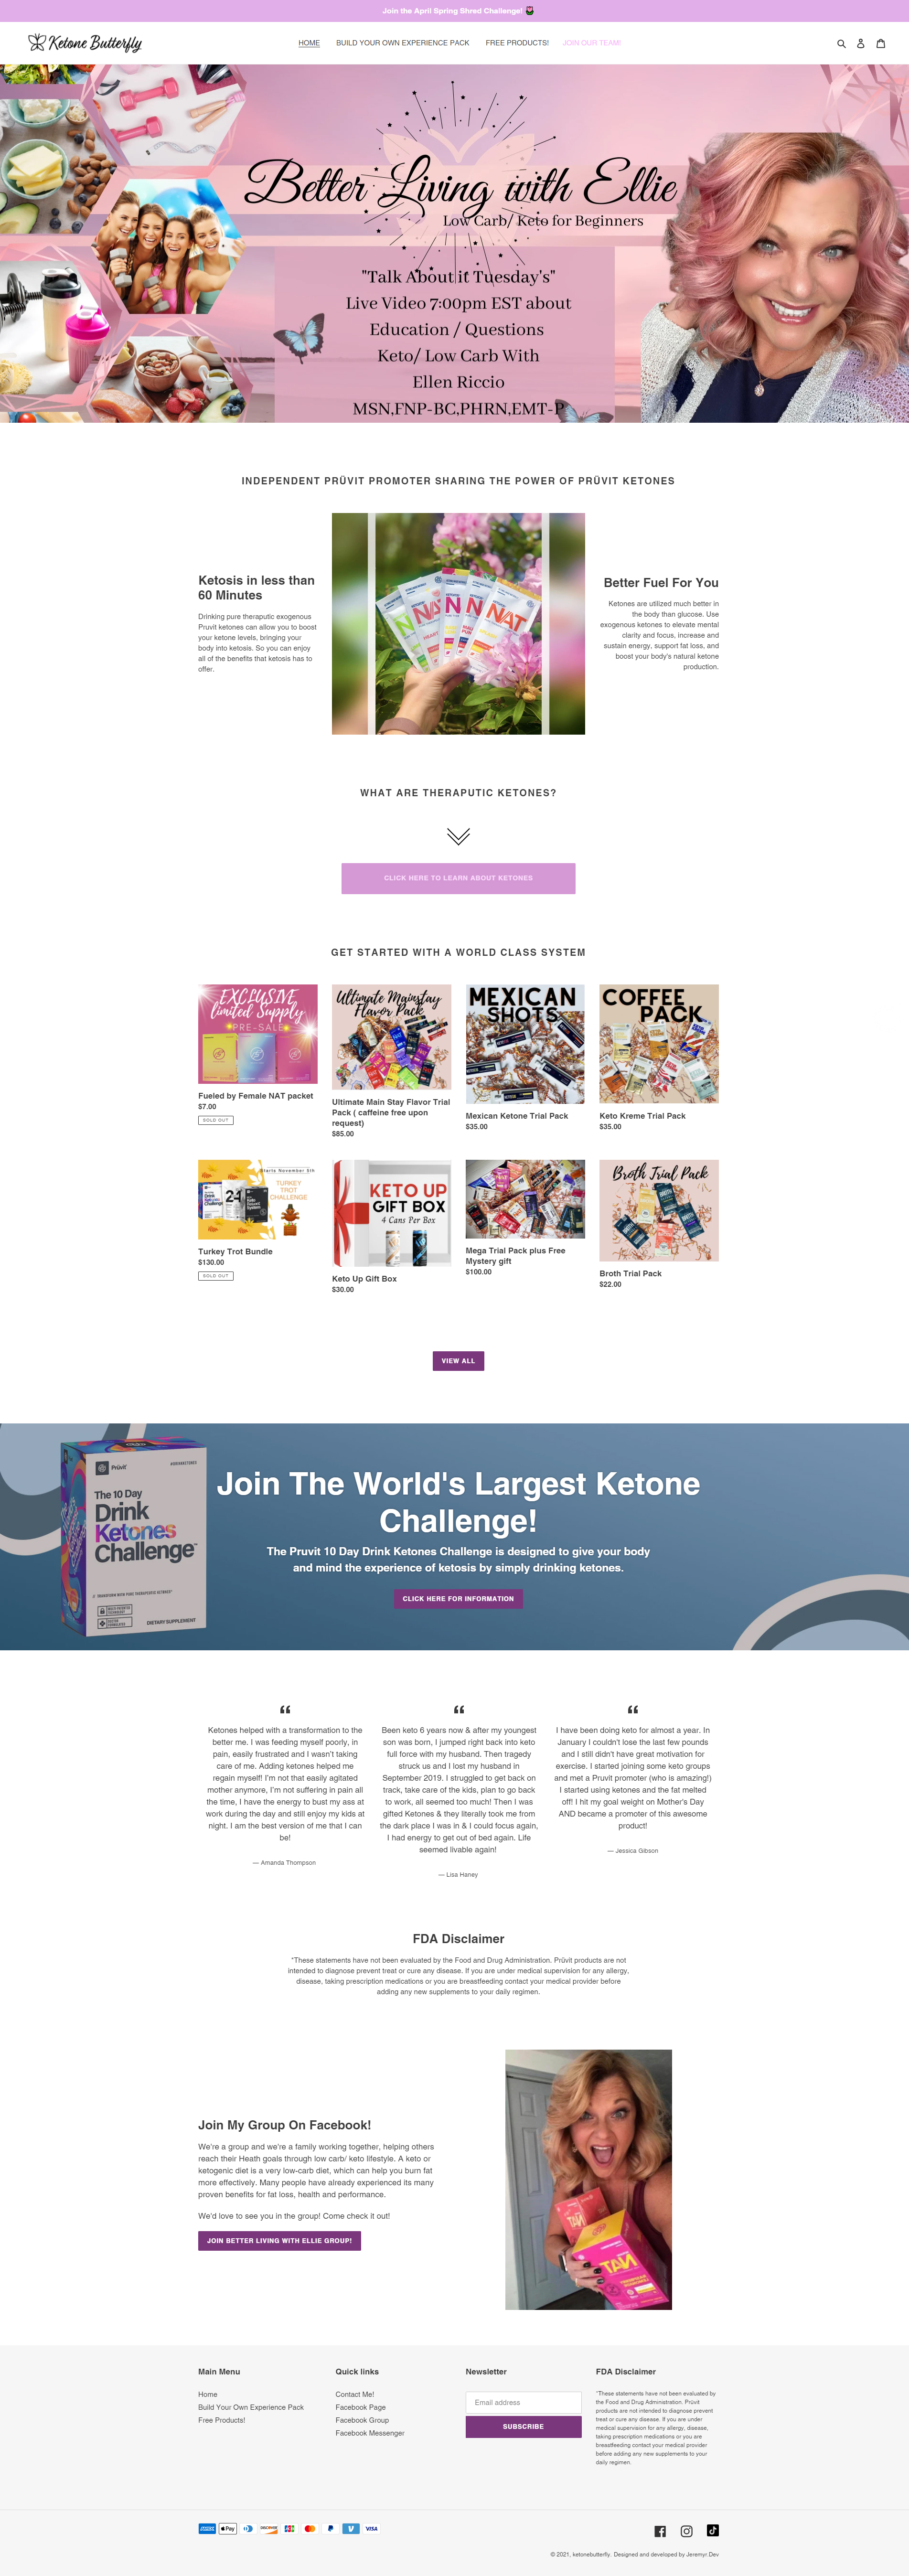 Join the April Spring Shred Challenge!
Ketone Butterfly
HOME
BUILD YOUR OWN EXPERIENCE PACK
FREE PRODUCTS!
JOIN OUR TEAM!
Better Living with Ellie
Low Carb/ Keto for Beginners
"Talk About it Tuesday's"
Live Video 7:00pm EST about
Education / Questions
Keto/ Low Carb With
Ellen Riccio
MSN,FNP-BC,PHRN,EMT-P
INDEPENDENT PRÜVIT PROMOTER SHARING THE POWER OF PRÜVIT KETONES
Ketosis in less than
60 Minutes
Drinking pure theraputic exogenous
Pruvit ketones can allow you to boost
your ketone levels, bringing your
body into ketosis. So you can enjoy
all of the benefits that ketosis has to
offer.
NAT
NAT
Better Fuel For You
Ketones are utilized much better in
the body than glucose. Use
exogenous ketones to elevate mental
clarity and focus, increase and
sustain energy, support fat loss, and
boost your body's natural ketone
production.
WHAT ARE THERAPUTIC KETONES?
CLICK HERE TO LEARN ABOUT KETONES
GET STARTED WITH A WORLD CLASS SYSTEM
EXCLUSIVE
limited Supply
PRE-SALE
Fueled by Female NAT packet
$7.00
SOLD OUT
Ultimate Mainstay
Flavor Pack
Ultimate Main Stay Flavor Trial
Pack ( caffeine free upon
request)
$85.00
MEXICAN
SHOTS
Mexican Ketone Trial Pack
$35.00
COFFEE
PACK
Keto Kreme Trial Pack
$35.00
Starts November 5th
TURKEY
TROT
CHALLENGE
Turkey Trot Bundle
$130.00
SOLD OUT
KETO UP
GIFT BOX
4 Cans Per Box
Keto Up Gift Box
$30.00
Mega Trial Pack plus Free
Mystery gift
$100.00
Broth Trial Pack
Broth Trial Pack
$22.00
VIEW ALL
Prüvit
The 10 Day
Drink
Ketones
Challenge
DIETARY SUPPLEMENT
Join The World's Largest Ketone
Challenge!
The Pruvit 10 Day Drink Ketones Challenge is designed to give your body
and mind the experience of ketosis by simply drinking ketones.
CLICK HERE FOR INFORMATION
“
Ketones helped with a transformation to the
better me. I was feeding myself poorly, in
pain, easily frustrated and I wasn't taking
care of me. Adding ketones helped me
regain myself! I'm not that easily agitated
mother anymore, I'm not suffering in pain all
the time, I have the energy to bust my ass at
work during the day and still enjoy my kids at
night. I am the best version of me that I can
be!
— Amanda Thompson
“
Been keto 6 years now & after my youngest
son was born, I jumped right back into keto
full force with my husband. Then tragedy
struck us and I lost my husband in
September 2019. I struggled to get back on
track, take care of the kids, plan to go back
to work, all seemed too much! Then I was
gifted Ketones & they literally took me from
the dark place I was in & I could focus again,
I had energy to get out of bed again. Life
seemed livable again!
— Lisa Haney
“
I have been doing keto for almost a year. In
January I couldn't lose the last few pounds
and I still didn't have great motivation for
exercise. I started joining some keto groups
and met a Pruvit promoter (who is amazing!)
I started using ketones and the fat melted
off! I hit my goal weight on Mother's Day
AND became a promoter of this awesome
product!
— Jessica Gibson
FDA Disclaimer
"These statements have not been evaluated by the Food and Drug Administration. Prüvit products are not
intended to diagnose prevent treat or cure any disease. If you are under medical supervision for any allergy,
disease, taking prescription medications or you are breastfeeding contact your medical provider before
adding any new supplements to your daily regimen.
Join My Group On Facebook!
We're a group and we're a family working together, helping others
reach their Heath goals through low carb/ keto lifestyle. A keto or
ketogenic diet is a very low-carb diet, which can help you burn fat
more effectively. Many people have already experienced its many
proven benefits for fat loss, health and performance.
We'd love to see you in the group! Come check it out!
JOIN BETTER LIVING WITH ELLIE GROUP!
NAT
Main Menu
Home
Build Your Own Experience Pack
Free Products!
Quick links
Contact Me!
Facebook Page
Facebook Group
Facebook Messenger
Newsletter
Email address
SUBSCRIBE
FDA Disclaimer
"These statements have not been evaluated by
the Food and Drug Administration. Prüvit
products are not intended to diagnose prevent
treat or cure any disease. If you are under
medical supervision for any allergy, disease,
taking prescription medications or you are
breastfeeding contact your medical provider
before adding any new supplements to your
daily regimen.
Pay
DISCOVER
JCB
VISA
© 2021, ketonebutterfly. Designed and developed by Jeremyr.Dev